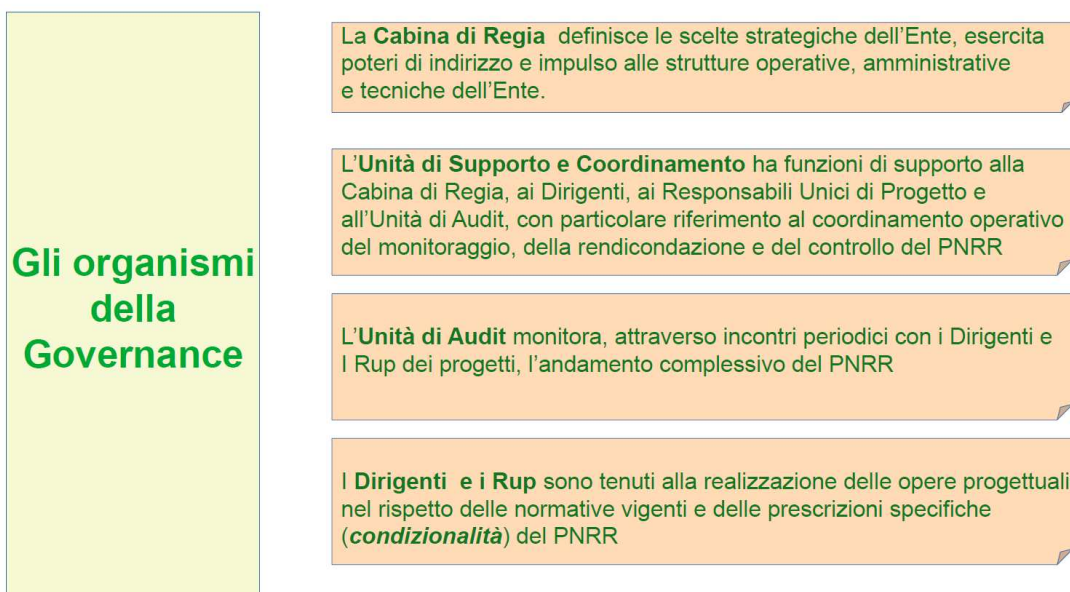 Gli organismi
della
Governance
La Cabina di Regia definisce le scelte strategiche dell'Ente, esercita
poteri di indirizzo e impulso alle strutture operative, amministrative
e tecniche dell'Ente.
L'Unità di Supporto e Coordinamento ha funzioni di supporto alla
Cabina di Regia, ai Dirigenti, ai Responsabili Unici di Progetto e
all'Unità di Audit, con particolare riferimento al coordinamento operativo
del monitoraggio, della rendicondazione e del controllo del PNRR
L'Unità di Audit monitora, attraverso incontri periodici con i Dirigenti e
I Rup dei progetti, l'andamento complessivo del PNRR
I Dirigenti e i Rup sono tenuti alla realizzazione delle opere progettuali
nel rispetto delle normative vigenti e delle prescrizioni specifiche
(condizionalità) del PNRR